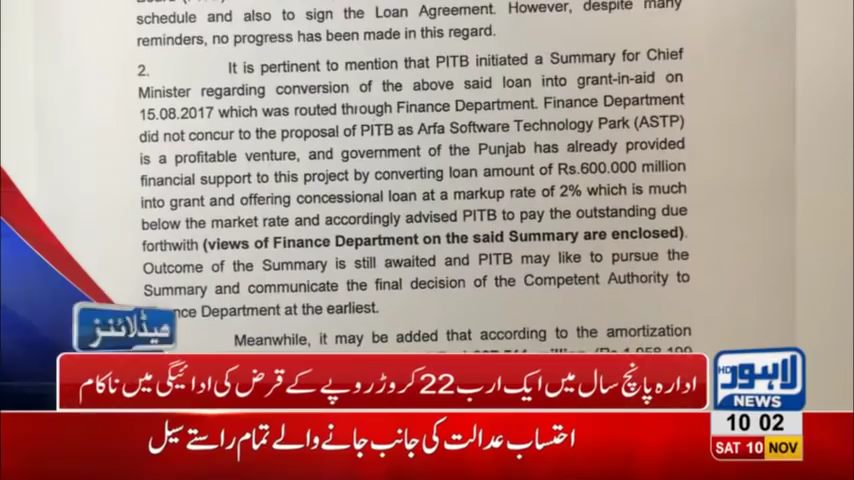 schedule and also to sign the Loan Agreement. However, despite many
reminders, no progress has been made in this regard.
2. It is pertinent to mention that PITB initiated a Summary for Chief
Minister regarding conversion of the above said loan into grant-in-aid on
15.08.2017 which was routed through Finance Department. Finance Department
did not concur to the proposal of PITB as Arfa Software Technology Park (ASTP)
is a profitable venture, and government of the Punjab has already provided
financial support to this project by converting loan amount of Rs.600.000 million
into grant and offering concessional loan at a markup rate of 2% which is much
below the market rate and accordingly advised PITB to pay the outstanding due
forthwith (views of Finance Department on the said Summary are enclosed).
Outcome of the Summary is still awaited and PITB may like to pursue the
Summary and communicate the final decision of the Competent Authority to
nce Department at the earliest.
Meanwhile, it may be added that according to the amortization
ہیڈلائنز
ادارہ پانچ سال میں ایک ارب 22 کروڑ روپے کے قرض کی ادائیگی میں ناکام
احتساب عدالت کی جانب جانے والے تمام راستے سیل
لاہور
HD
NEWS
10 02
SAT 10 NOV